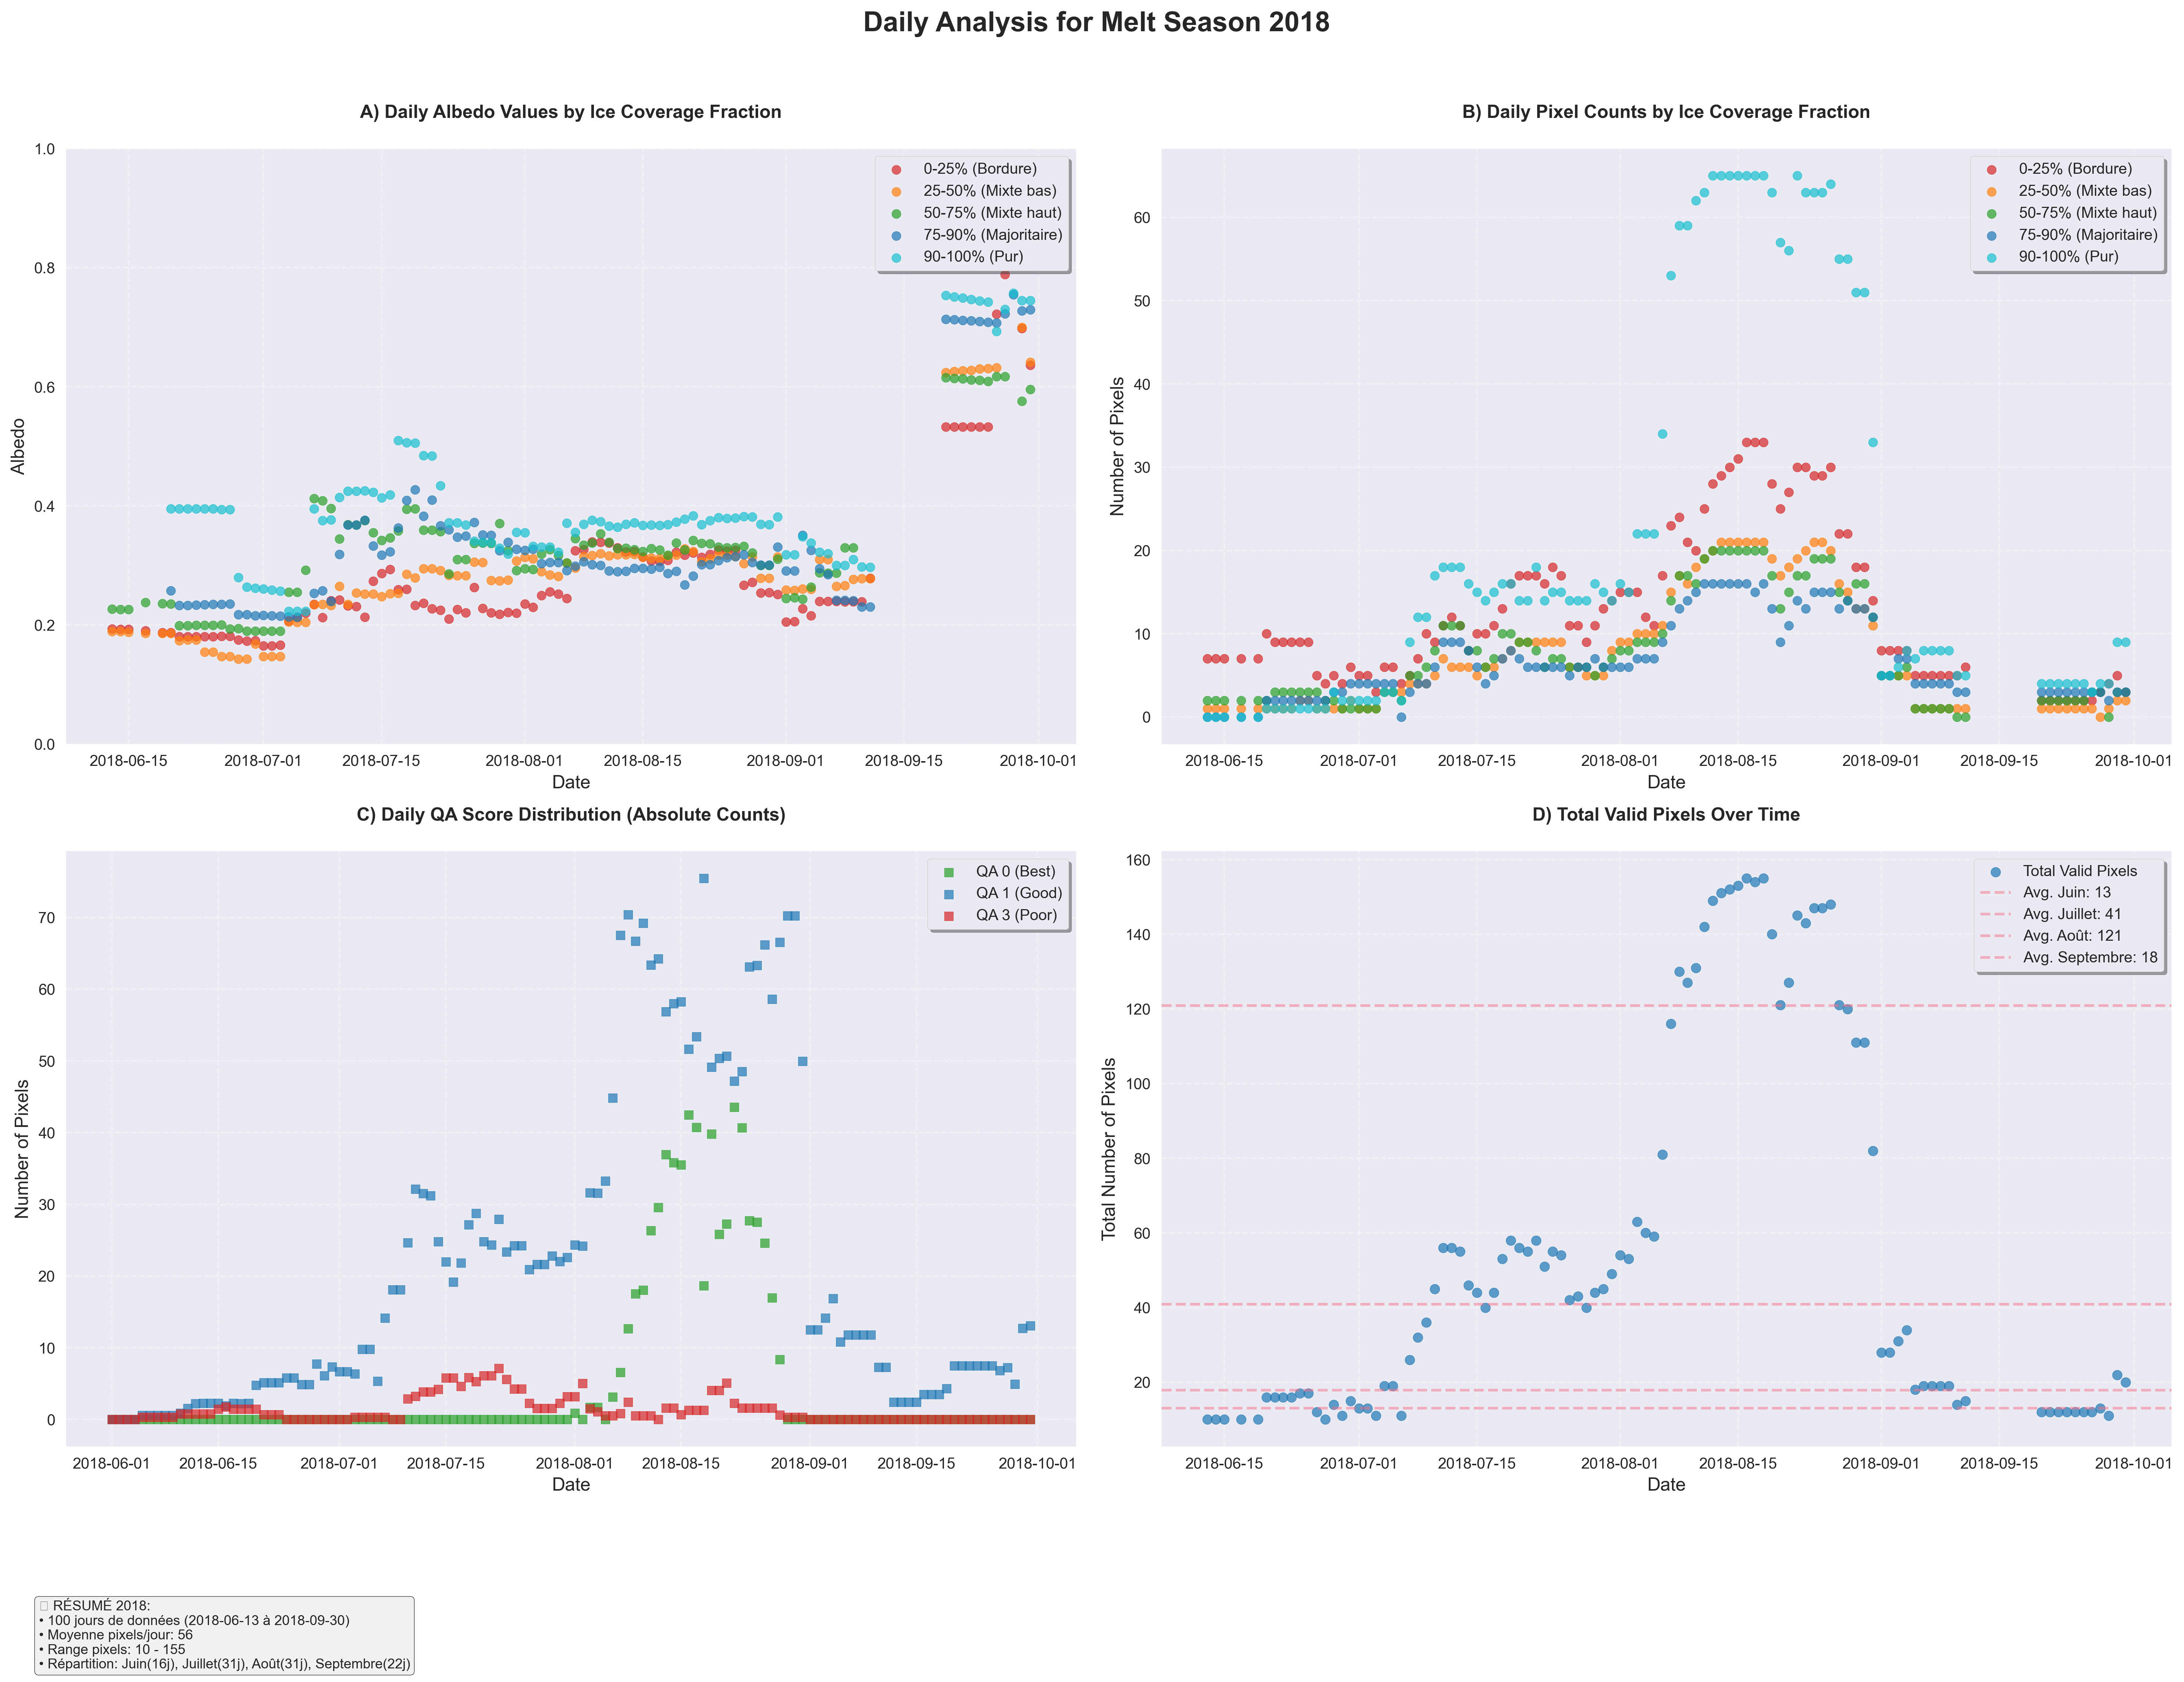 Daily Analysis for Melt Season 2018
A) Daily Albedo Values by Ice Coverage Fraction
1.0
0.8
0.6
0.4
0.2
0.0
Albedo
0-25% (Bordure)
25-50% (Mixte bas)
50-75% (Mixte haut)
75-90% (Majoritaire)
90-100% (Pur)
2018-06-15 2018-07-01 2018-07-15 2018-08-01 2018-08-15 2018-09-01 2018-09-15 2018-10-01
Date
B) Daily Pixel Counts by Ice Coverage Fraction
60
50
40
30
20
10
0
Number of Pixels
0-25% (Bordure)
25-50% (Mixte bas)
50-75% (Mixte haut)
75-90% (Majoritaire)
90-100% (Pur)
2018-06-15 2018-07-01 2018-07-15 2018-08-01 2018-08-15 2018-09-01 2018-09-15 2018-10-01
Date
C) Daily QA Score Distribution (Absolute Counts)
70
60
50
40
30
20
10
0
Number of Pixels
QA 0 (Best)
QA 1 (Good)
QA 3 (Poor)
2018-06-01 2018-06-15 2018-07-01 2018-07-15 2018-08-01 2018-08-15 2018-09-01 2018-09-15 2018-10-01
Date
D) Total Valid Pixels Over Time
160
140
120
100
80
60
40
20
Total Number of Pixels
Total Valid Pixels
Avg. Juin: 13
Avg. Juillet: 41
Avg. Août: 121
Avg. Septembre: 18
2018-06-15 2018-07-01 2018-07-15 2018-08-01 2018-08-15 2018-09-01 2018-09-15 2018-10-01
Date
RÉSUMÉ 2018:
• 100 jours de données (2018-06-13 à 2018-09-30)
• Moyenne pixels/jour: 56
• Range pixels: 10 - 155
• Répartition: Juin(16j), Juillet(31j), Août(31j), Septembre(22j)